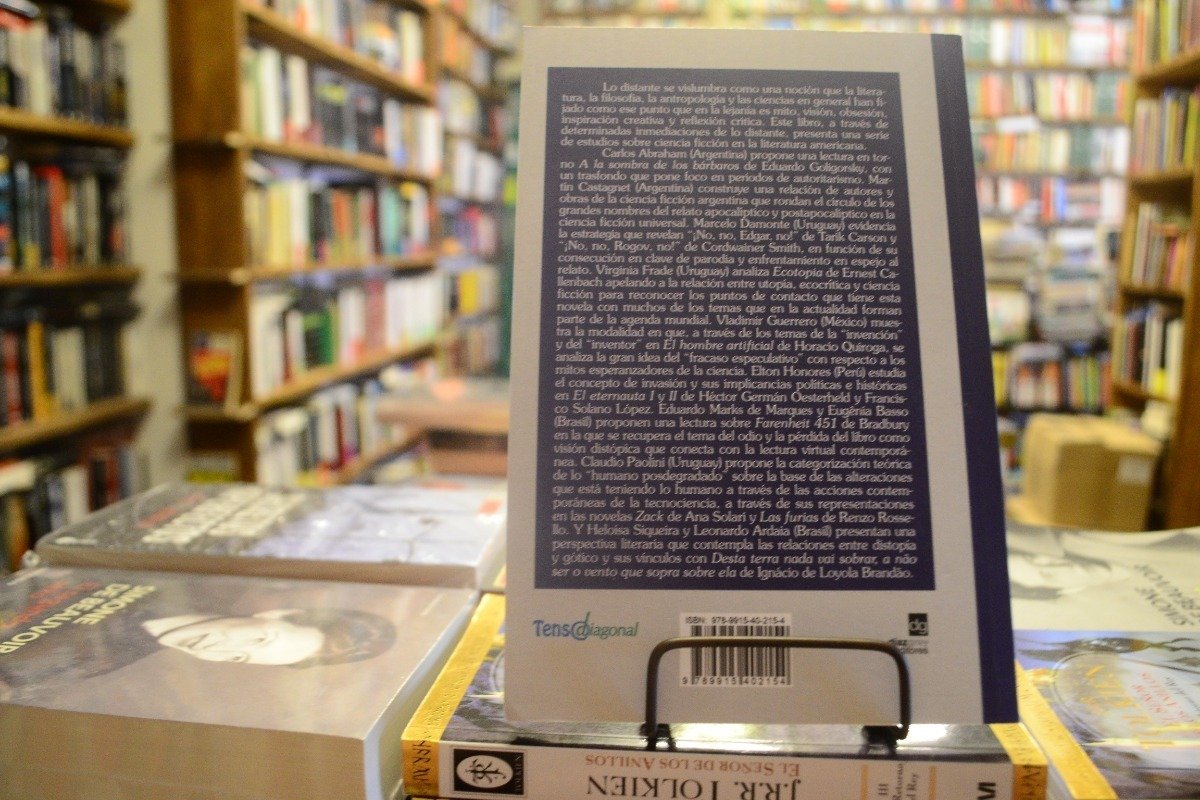 Lo distante se vislumbra como una noción que la litera-
tura, la filosofía, la antropología y las ciencias en general han fi-
jado como ese punto que en la lejanía es mito, visión, obsesión,
inspiración creativa y reflexión crítica. Este libro, a través de
determinadas inmediaciones de lo distante, presenta una serie
de estudios sobre ciencia ficción en la literatura americana.
Carlos Abraham (Argentina) propone una lectura en tor-
no A la sombra de los bárbaros de Eduardo Goligorsky, con
un trasfondo que pone foco en períodos de autoritarismo. Mar-
tín Castagnet (Argentina) construye una relación de autores y
obras de la ciencia ficción argentina que rondan el círculo de los
grandes nombres del relato apocalíptico y postapocalíptico en la
ciencia ficción universal. Marcelo Damonte (Uruguay) evidencia
la estrategia que revelan “¡No, no, Edgar, no!” de Tarik Carson y
“¡No, no, Rogov, no!” de Cordwainer Smith, en función de su
consecución en clave de parodia y enfrentamiento en espejo al
relato. Virginia Frade (Uruguay) analiza Ecotopia de Ernest Ca-
llenbach apelando a la relación entre utopía, ecocrítica y ciencia
ficción para reconocer los puntos de contacto que tiene esta
novela con muchos de los temas que en la actualidad forman
parte de la agenda mundial. Vladimir Guerrero (México) mues-
tra la modalidad en que, a través de los temas de la “invención”
y del “inventor” en El hombre artificial de Horacio Quiroga, se
analiza la gran idea del “fracaso especulativo” con respecto a los
mitos esperanzadores de la ciencia. Elton Honores (Perú) estudia
el concepto de invasión y sus implicancias políticas e históricas
en El eternauta I y II de Héctor Germán Oesterheld y Francis-
co Solano López. Eduardo Marks de Marques y Eugênia Basso
(Brasil) proponen una lectura sobre Farenheit 451 de Bradbury
en la que se recupera el tema del odio y la pérdida del libro como
visión distópica que conecta con la lectura virtual contemporá-
nea. Claudio Paolini (Uruguay) propone la categorización teórica
de lo “humano posdegradado” sobre la base de las alteraciones
que está teniendo lo humano a través de las acciones contem-
poráneas de la tecnociencia, a través de sus representaciones
en las novelas Zack de Ana Solari y Las furias de Renzo Rosse-
llo. Y Heloisa Siqueira y Leonardo Ardaia (Brasil) presentan una
perspectiva literaria que contempla las relaciones entre distopía
y gótico y sus vínculos con Desta terra nada vai sobrar, a não
ser o vento que sopra sobre ela de Ignácio de Loyola Brandão.
Tens@diagonal
ISBN: 978-9915-40-215-4
9 789915 402154
dg
SIMONE
DE BEAUVOIR
SIMONE
J.R.R. TOLKIEN
EL SEÑOR DE LOS ANILLOS
III